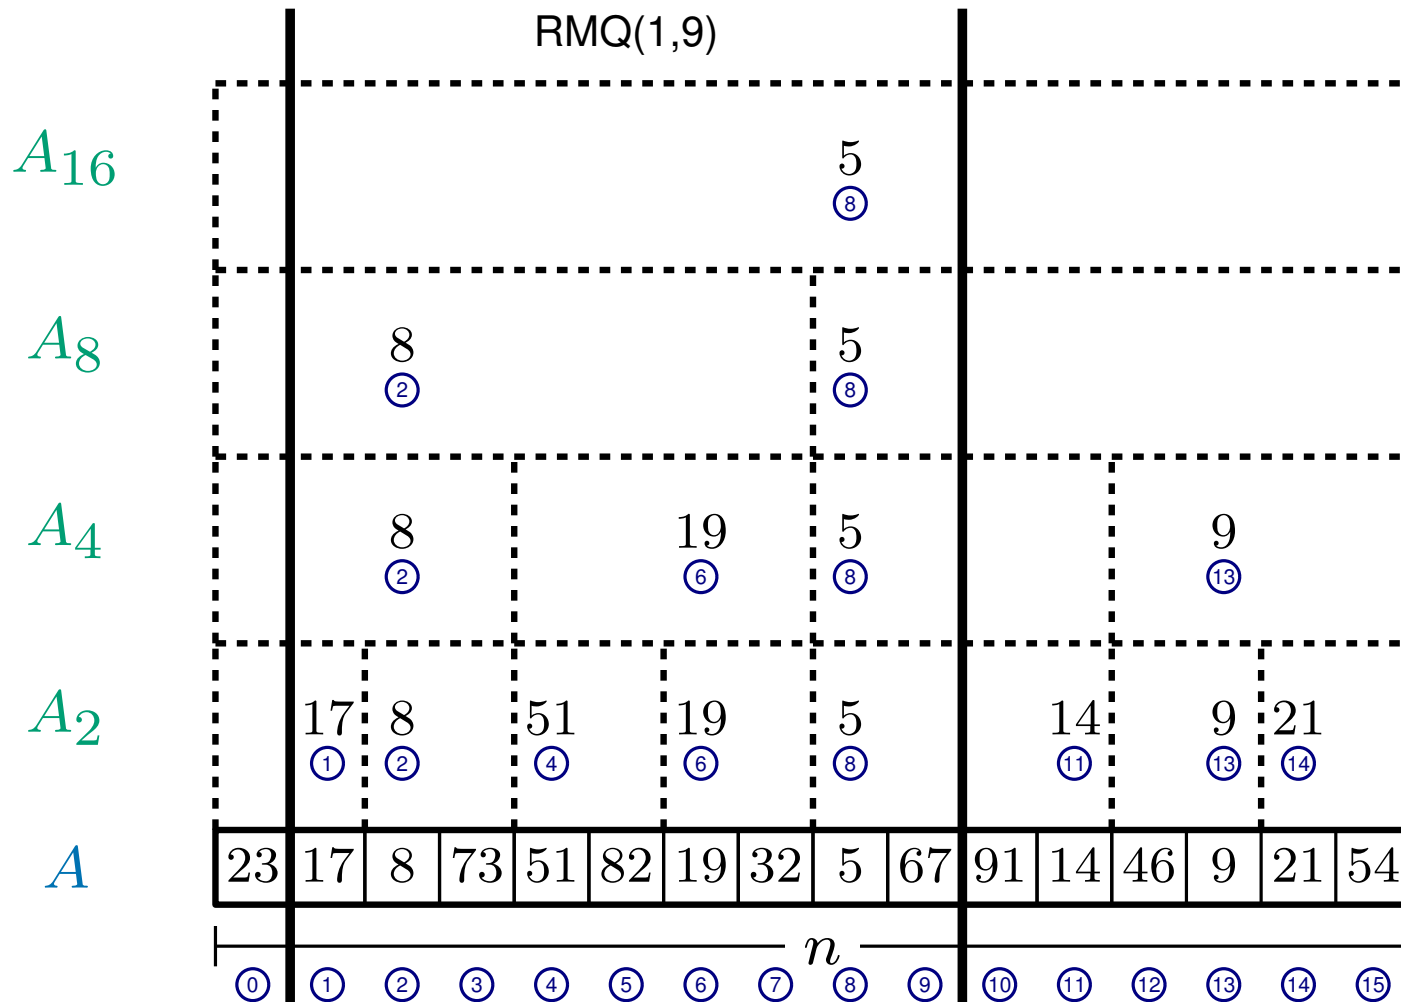 RMQ(1,9)
A16 5
8
A8 8 5
2 8
A4 8 19 5 9
2 6 8 13
A2 17 8 51 19 5 14 9 21
1 2 4 6 8 11 13 14
A 23 17 8 73 51 82 19 32 5 67 91 14 46 9 21 54
n
0 1 2 3 4 5 6 7 8 9 10 11 12 13 14 15